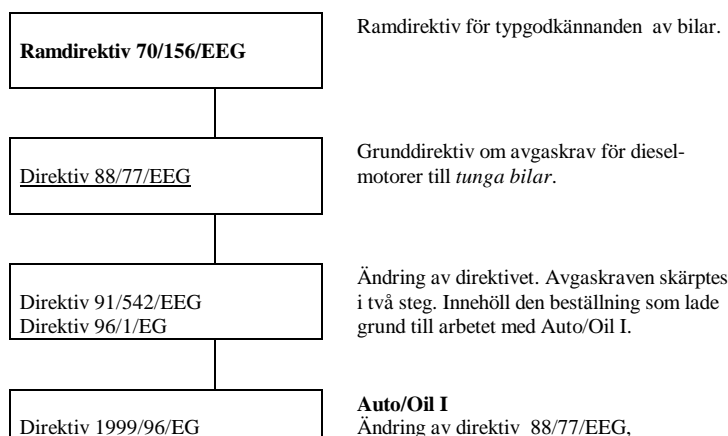 Ramdirektiv 70/156/EEG
Ramdirektiv för typgodkännanden av bilar.
Direktiv 88/77/EEG
Grunddirektiv om avgaskrav för diesel-
motorer till tunga bilar.
Direktiv 91/542/EEG
Direktiv 96/1/EG
Ändring av direktivet. Avgaskraven skärptes
i två steg. Innehöll den beställning som lade
grund till arbetet med Auto/Oil I.
Direktiv 1999/96/EG
Auto/Oil I
Ändring av direktiv 88/77/EEG,